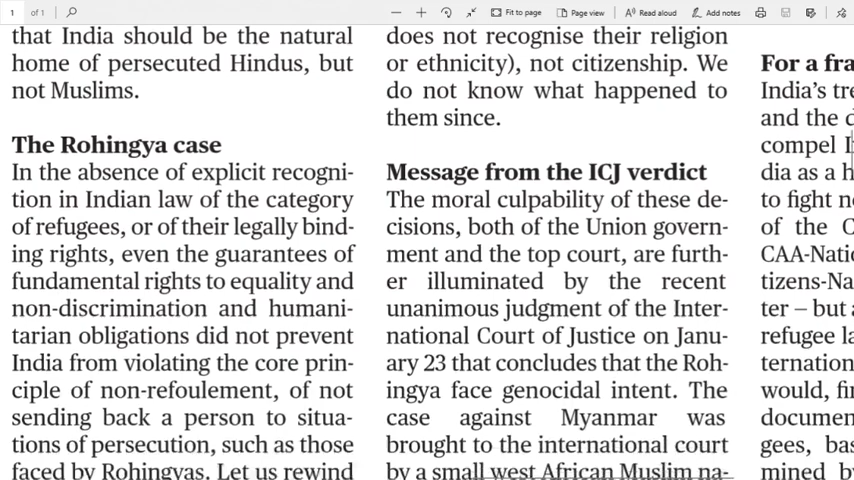 1 of 1 Fit to page Page view Read aloud Add notes
that India should be the natural
home of persecuted Hindus, but
not Muslims.
The Rohingya case
In the absence of explicit recogni-
tion in Indian law of the category
of refugees, or of their legally bind-
ing rights, even the guarantees of
fundamental rights to equality and
non-discrimination and humani-
tarian obligations did not prevent
India from violating the core prin-
ciple of non-refoulement, of not
sending back a person to situa-
tions of persecution, such as those
faced by Rohingyas. Let us rewind
does not recognise their religion
or ethnicity), not citizenship. We
do not know what happened to
them since.
Message from the ICJ verdict
The moral culpability of these de-
cisions, both of the Union govern-
ment and the top court, are furth-
er illuminated by the recent
unanimous judgment of the Inter-
national Court of Justice on Janu-
ary 23 that concludes that the Roh-
ingya face genocidal intent. The
case against Myanmar was
brought to the international court
by a small west African Muslim na-
For a fra
India's tre
and the d
compel I
dia as a h
to fight n
of the C
CAA-Natio
tizens-Na
ter – but a
refugee la
ternation
would, fi
documen
gees, bas
mined by